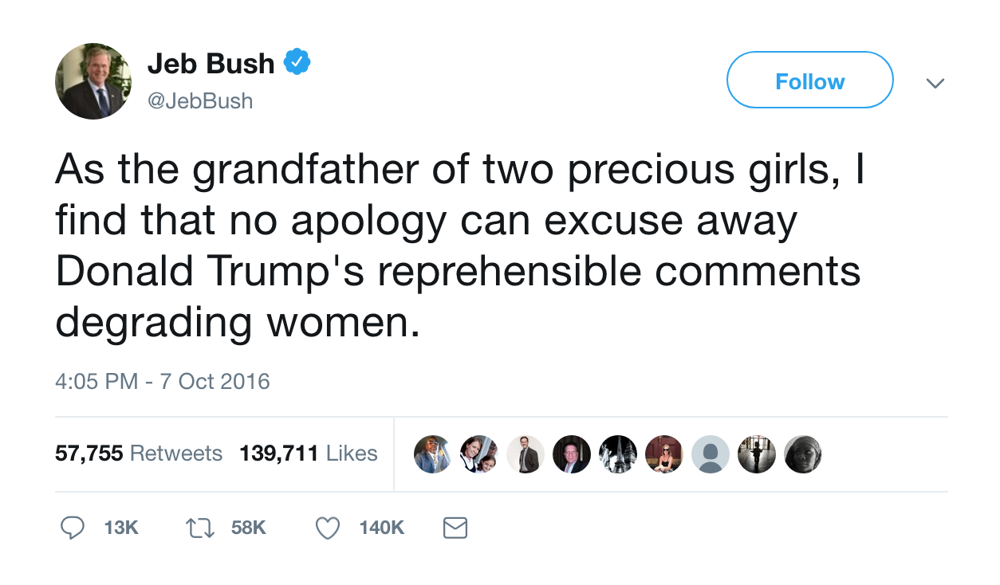 Jeb Bush
@JebBush
Follow
As the grandfather of two precious girls, I
find that no apology can excuse away
Donald Trump's reprehensible comments
degrading women.
4:05 PM - 7 Oct 2016
57,755 Retweets 139,711 Likes
13K 58K 140K